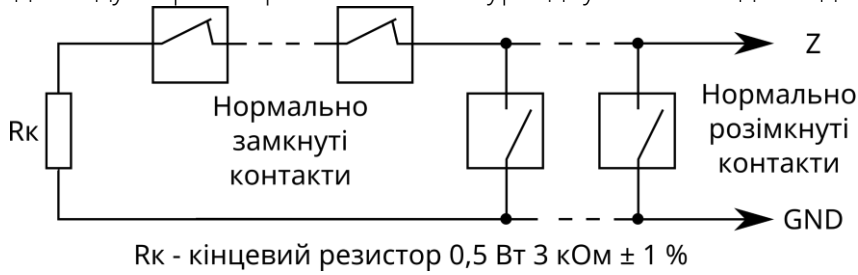 Z
Нормально
замкнуті
контакти
Нормально
розімкнуті
контакти
Rк
GND
Rк - кінцевий резистор 0,5 Вт 3 кОм ± 1 %